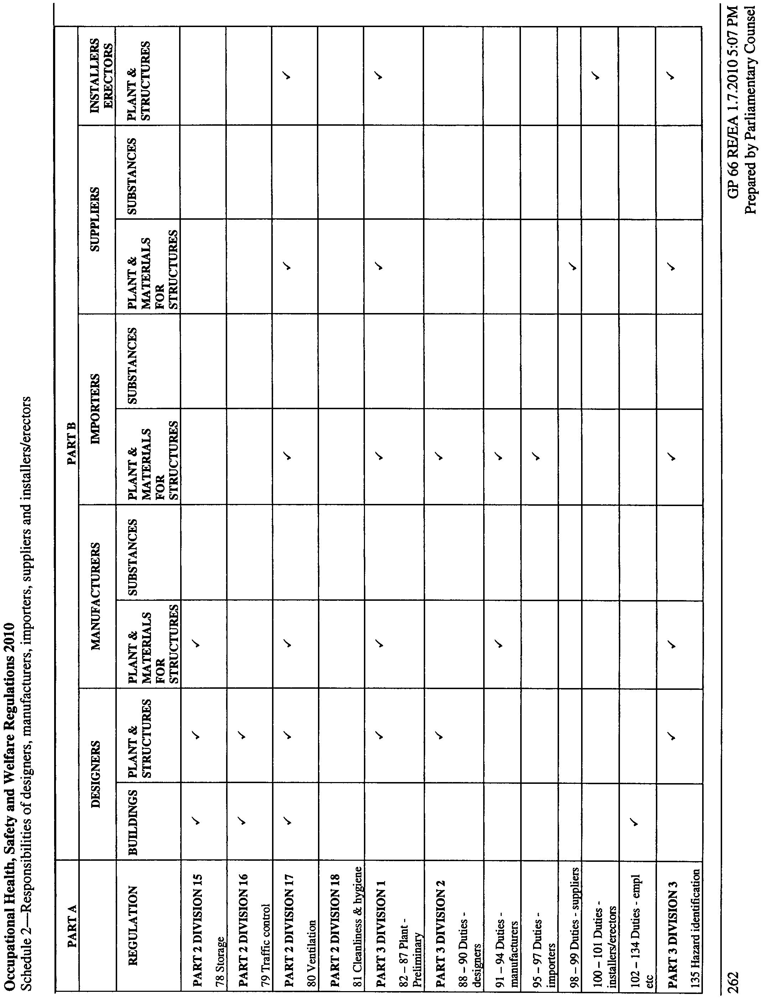 Occupational Health, Safety and Welfare Regulations 2010
Schedule 2—Responsibilities of designers, manufacturers, importers, suppliers and installers/erectors
PART A
PART B
DESIGNERS
MANUFACTURERS
IMPORTERS
SUPPLIERS
INSTALLERS
ERECTORS
REGULATION
BUILDINGS
PLANT &
STRUCTURES
PLANT &
MATERIALS
FOR
STRUCTURES
SUBSTANCES
PLANT &
MATERIALS
FOR
STRUCTURES
SUBSTANCES
PLANT &
MATERIALS
FOR
STRUCTURES
SUBSTANCES
PLANT &
STRUCTURES
PART 2 DIVISION 15
78 Storage
✓ ✓ ✓
PART 2 DIVISION 16
79 Traffic control
✓ ✓
PART 2 DIVISION 17
80 Ventilation
✓ ✓ ✓ ✓ ✓ ✓
PART 2 DIVISION 18
81 Cleanliness & hygiene
PART 3 DIVISION 1
82 – 87 Plant -
Preliminary
✓ ✓ ✓ ✓ ✓
PART 3 DIVISION 2
88 – 90 Duties -
designers
✓ ✓
91 – 94 Duties -
manufacturers
✓ ✓
95 – 97 Duties -
importers
✓
98 – 99 Duties - suppliers
✓
100 – 101 Duties -
installers/erectors
✓
102 – 134 Duties - empl
etc
✓
PART 3 DIVISION 3
135 Hazard identification
✓ ✓ ✓ ✓ ✓
262
GP 66 RE/EA 1.7.2010 5:07 PM
Prepared by Parliamentary Counsel